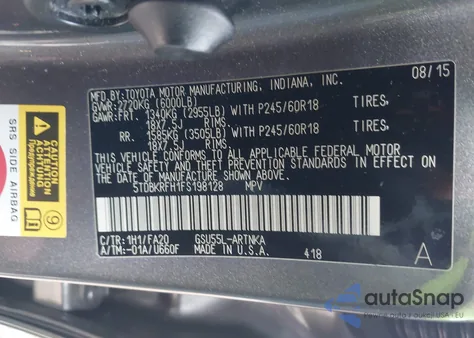 MFD. BY: TOYOTA MOTOR MANUFACTURING, INDIANA, INC. 08/15
GVWR: 2720KG (6000LB)
GAWR: FRT. 1340KG (2955LB) WITH P245/60R18 TIRES,
18X7.5J RIMS
RR. 1585KG (3505LB) WITH P245/60R18 TIRES,
18X7.5J
THIS VEHICLE CONFORMS TO ALL APPLICABLE FEDERAL MOTOR
VEHICLE SAFETY AND THEFT PREVENTION STANDARDS IN EFFECT
ON THE DATE OF MANUFACTURE SHOWN ABOVE.
5TDBKRFH1FS198128 MPV
C/TR: 1H1/FA20 GSU55L-ARTNKA
A/TM: -01A/U660F MADE IN U.S.A. 418 A
SRS SIDE AIRBAG
ATTENTION
autoSnap